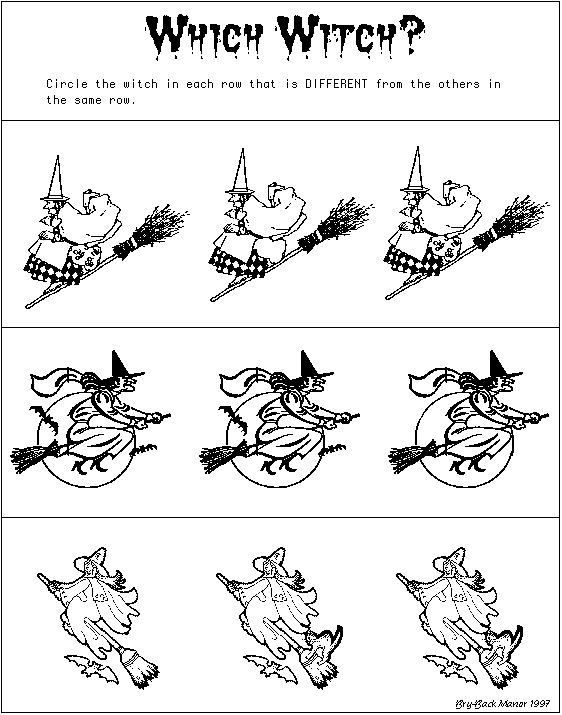 Which Witch?
Circle the witch in each row that is DIFFERENT from the others in
the same row.
Bry-Back Manor 1997